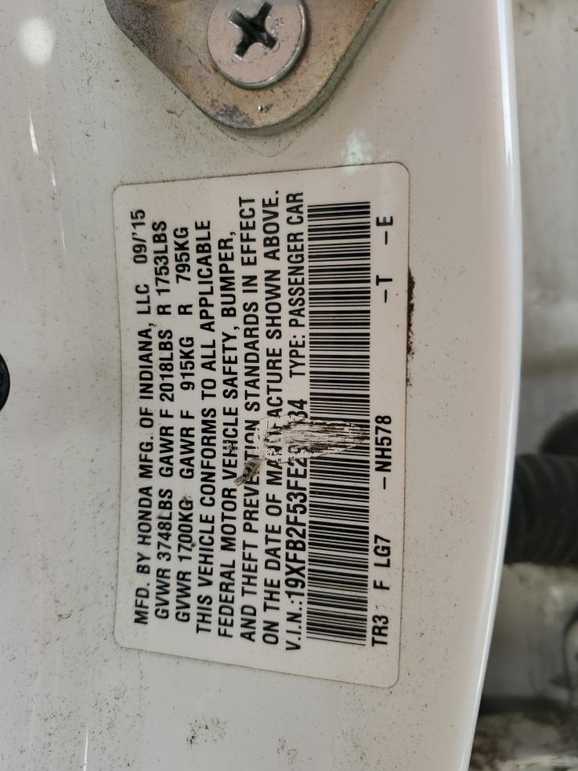 MFD. BY HONDA MFG. OF INDIANA, LLC 09/'15
GVWR 3748LBS GAWR F 2018LBS R 1753LBS
GVWR 1700KG GAWR F 915KG R 795KG
THIS VEHICLE CONFORMS TO ALL APPLICABLE
FEDERAL MOTOR VEHICLE SAFETY, BUMPER,
AND THEFT PREVENTION STANDARDS IN EFFECT
ON THE DATE OF MANUFACTURE SHOWN ABOVE.
V.I.N.: TYPE: PASSENGER CAR
TR3 F LG7 -NH578 -T -E